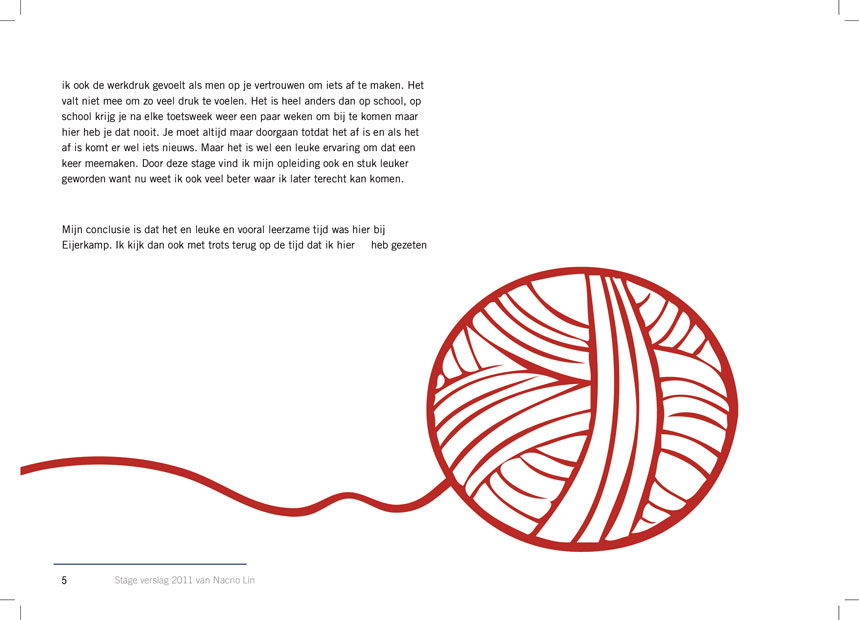 ik ook de werkdruk gevoelt als men op je vertrouwen om iets af te maken. Het
valt niet mee om zo veel druk te voelen. Het is heel anders dan op school, op
school krijg je na elke toetsweek weer een paar weken om bij te komen maar
hier heb je dat nooit. Je moet altijd maar doorgaan totdat het af is en als het
af is komt er wel iets nieuws. Maar het is wel een leuke ervaring om dat een
keer meemaken. Door deze stage vind ik mijn opleiding ook en stuk leuker
geworden want nu weet ik ook veel beter waar ik later terecht kan komen.
Mijn conclusie is dat het en leuke en vooral leerzame tijd was hier bij
Eijerkamp. Ik kijk dan ook met trots terug op de tijd dat ik hier heb gezeten
5 Stage verslag 2011 van Nacno Lin